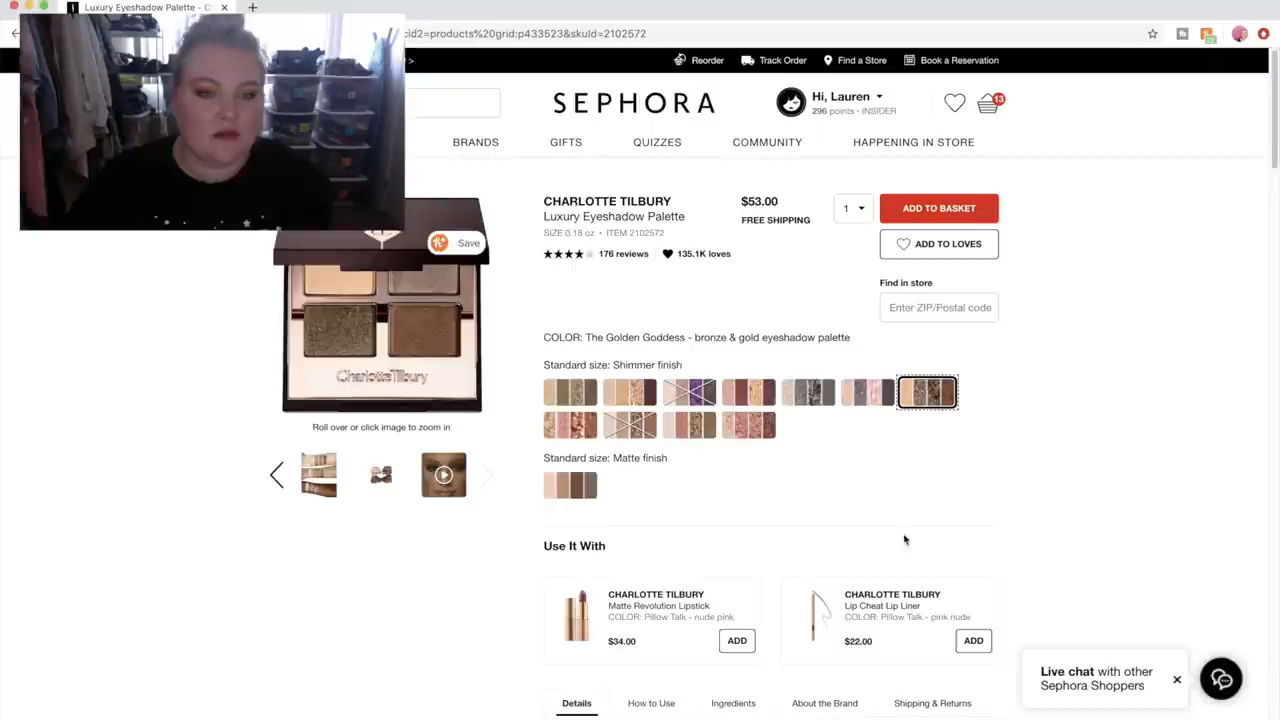 Luxury Eyeshadow Palette - C
cid2=products%20grid:p433523&skuId=2102572
23
> Reorder Track Order Find a Store Book a Reservation
SEPHORA
Hi, Lauren
296 points · INSIDER
13
BRANDS GIFTS QUIZZES COMMUNITY HAPPENING IN STORE
Save
CharlotteTilbury
Roll over or click image to zoom in
CHARLOTTE TILBURY
Luxury Eyeshadow Palette
SIZE 0.18 oz • ITEM 2102572
176 reviews 135.1K loves
$53.00
FREE SHIPPING
1
ADD TO BASKET
ADD TO LOVES
Find in store
Enter ZIP/Postal code
COLOR: The Golden Goddess - bronze & gold eyeshadow palette
Standard size: Shimmer finish
Standard size: Matte finish
Use It With
CHARLOTTE TILBURY
Matte Revolution Lipstick
COLOR: Pillow Talk - nude pink
$34.00
ADD
CHARLOTTE TILBURY
Lip Cheat Lip Liner
COLOR: Pillow Talk - pink nude
$22.00
ADD
Details How to Use Ingredients About the Brand Shipping & Returns
Live chat with other
Sephora Shoppers